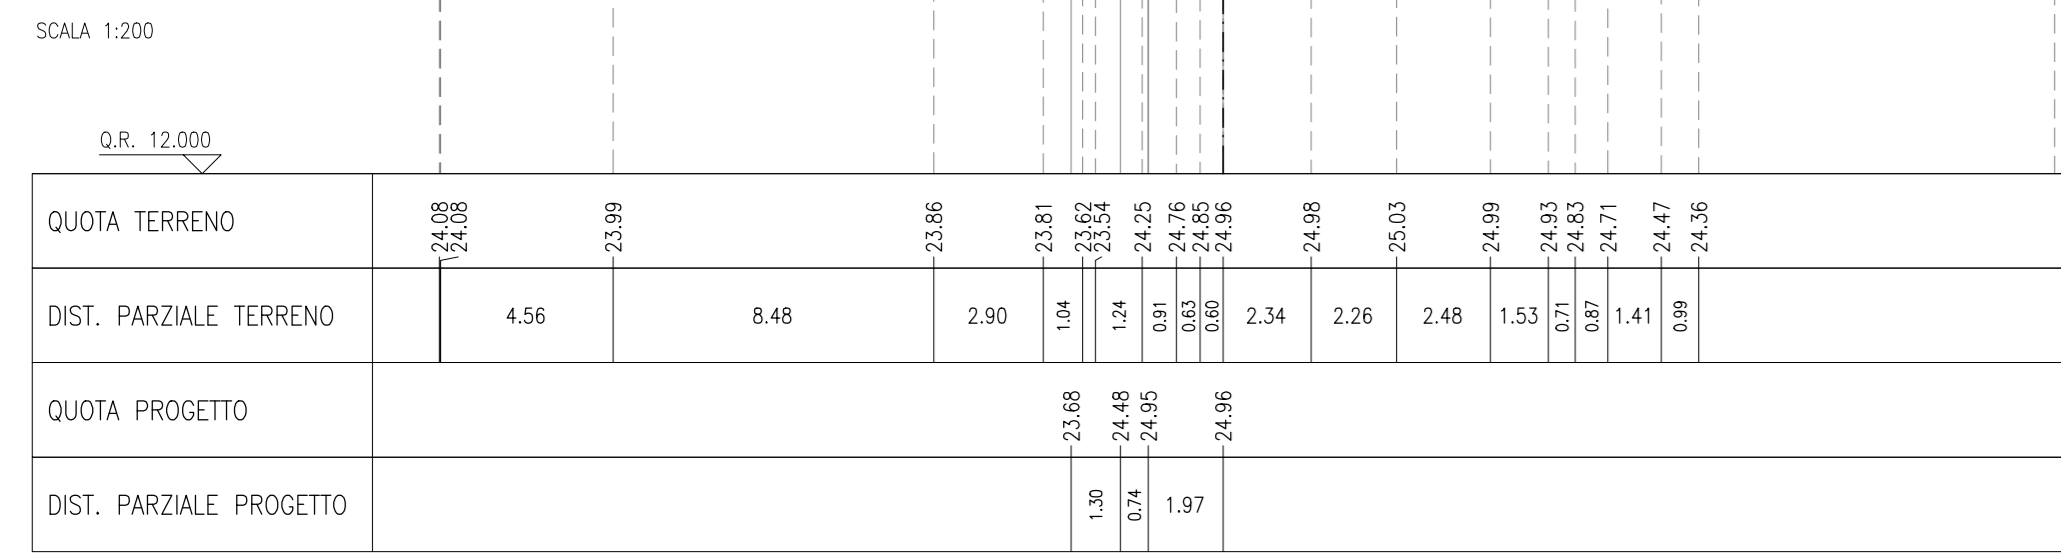 SCALA 1:200
Q.R. 12.000
QUOTA TERRENO 24.08 24.08 23.99 23.86 23.81 23.62 23.54 24.25 24.76 24.85 24.96 24.98 25.03 24.99 24.93 24.83 24.71 24.47 24.36
DIST. PARZIALE TERRENO 4.56 8.48 2.90 1.04 1.24 0.91 0.63 0.60 2.34 2.26 2.48 1.53 0.71 0.87 1.41 0.99
QUOTA PROGETTO 23.68 24.48 24.95 24.96
DIST. PARZIALE PROGETTO 1.30 0.74 1.97